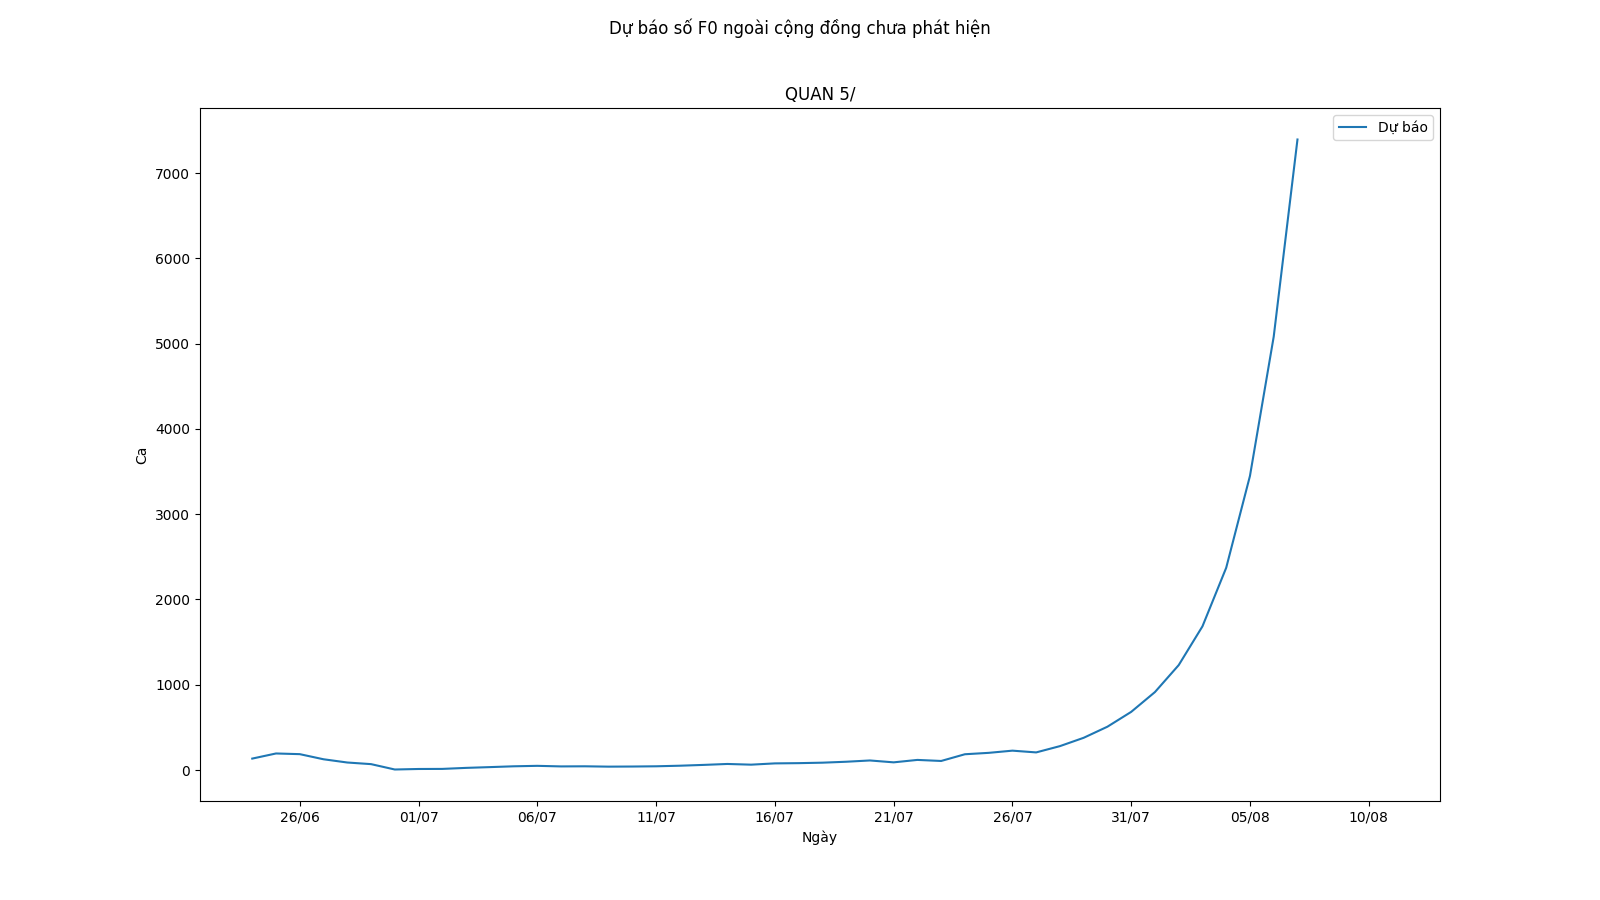 Dự báo số F0 ngoài cộng đồng chưa phát hiện
QUAN 5/
Dự báo
7000
6000
5000
4000
3000
2000
1000
0
Ca
26/06 01/07 06/07 11/07 16/07 21/07 26/07 31/07 05/08 10/08
Ngày